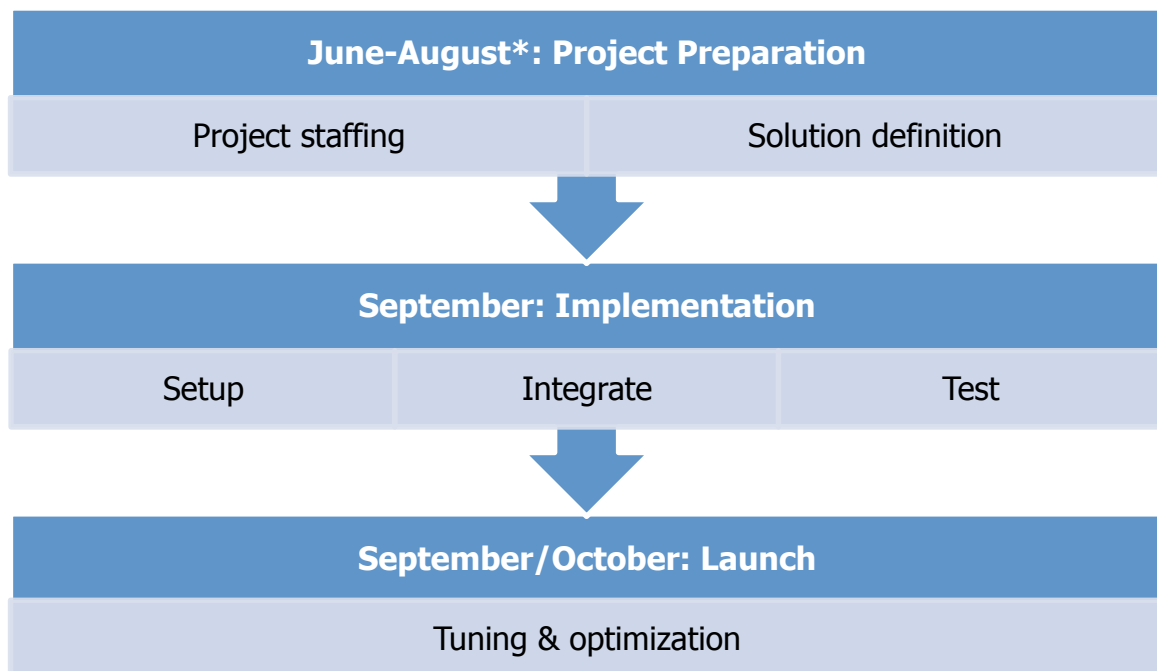 June-August*: Project Preparation
Project staffing
Solution definition
September: Implementation
Setup
Integrate
Test
September/October: Launch
Tuning & optimization